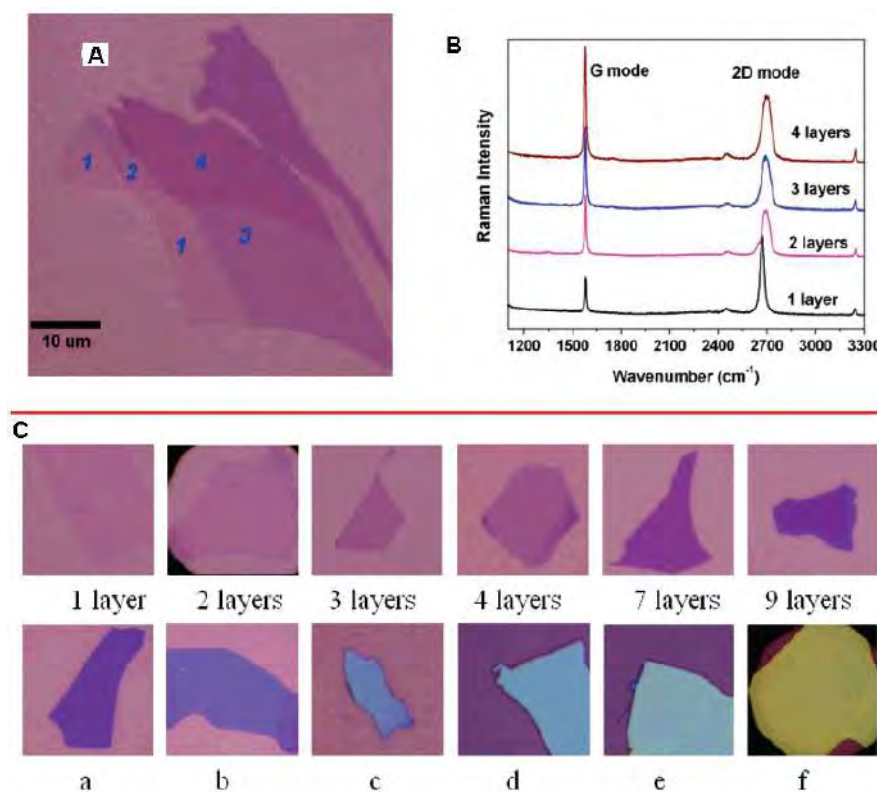 A
1
2
4
1
3
10 um
B
G mode
2D mode
4 layers
3 layers
2 layers
1 layer
Raman Intensity
1200 1500 1800 2100 2400 2700 3000 3300
Wavenumber (cm⁻¹)
C
1 layer 2 layers 3 layers 4 layers 7 layers 9 layers
a b c d e f